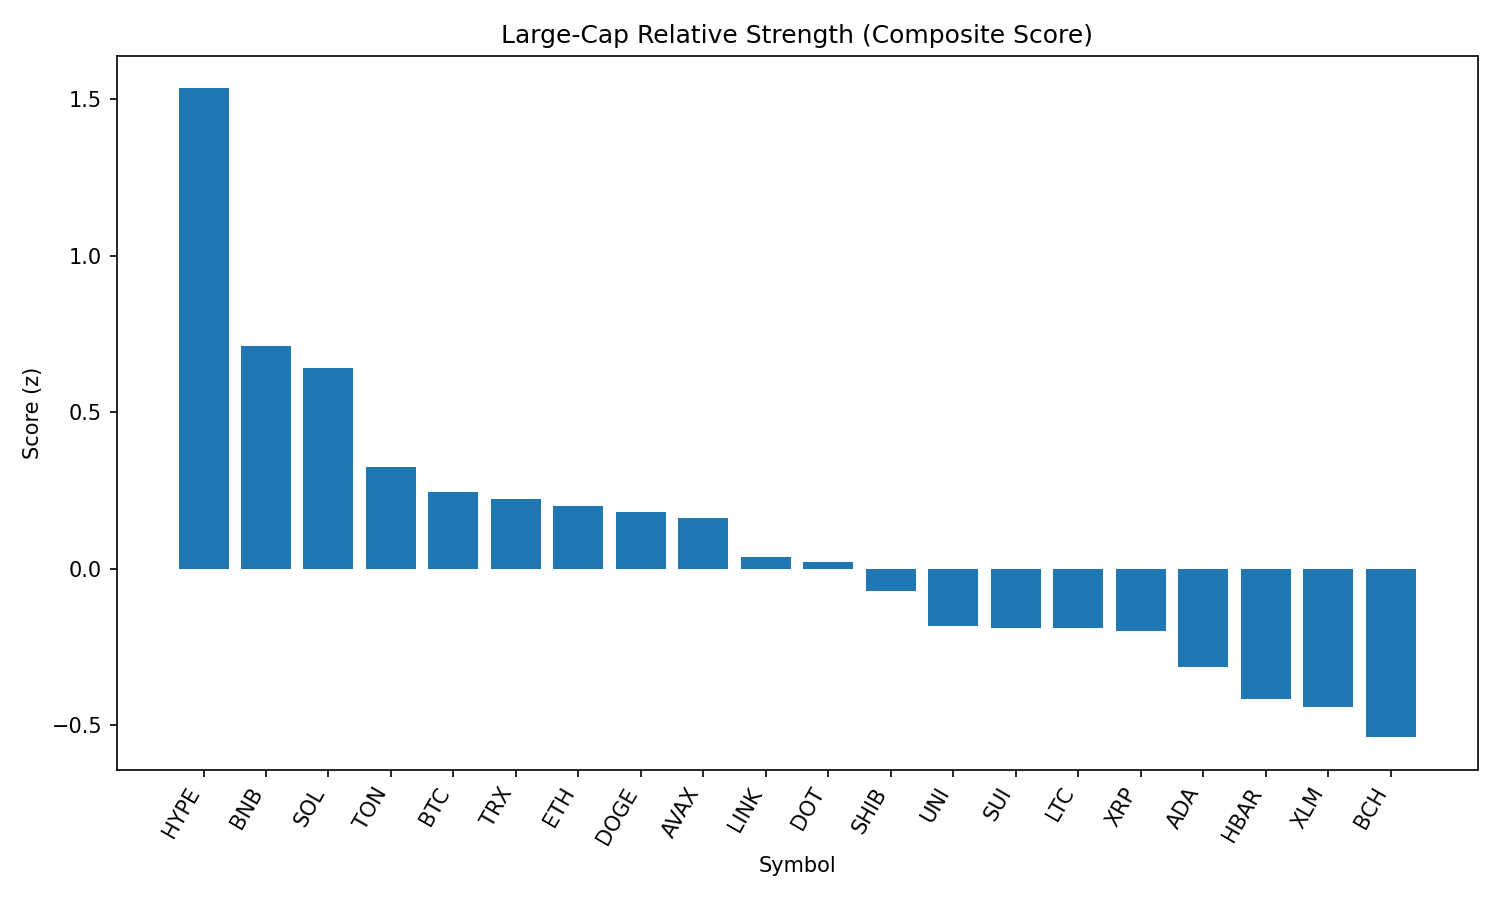 Large-Cap Relative Strength (Composite Score)
Score (z)
1.5
1.0
0.5
0.0
−0.5
HYPE
BNB
SOL
TON
BTC
TRX
ETH
DOGE
AVAX
LINK
DOT
SHIB
UNI
SUI
LTC
XRP
ADA
HBAR
XLM
BCH
Symbol